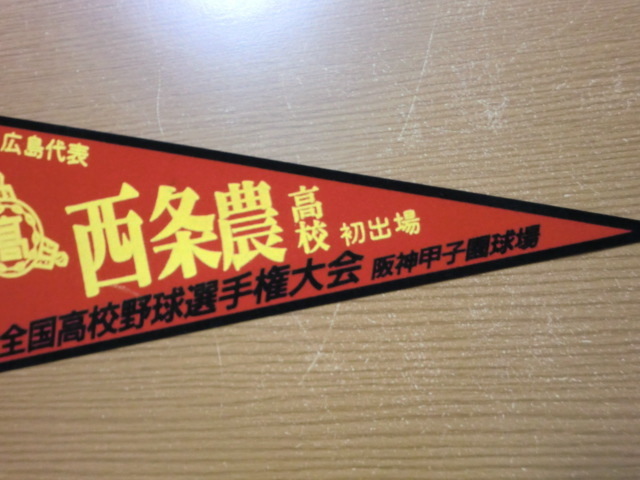 広島代表
西条農高校 初出場
全国高校野球選手権大会 阪神甲子園球場